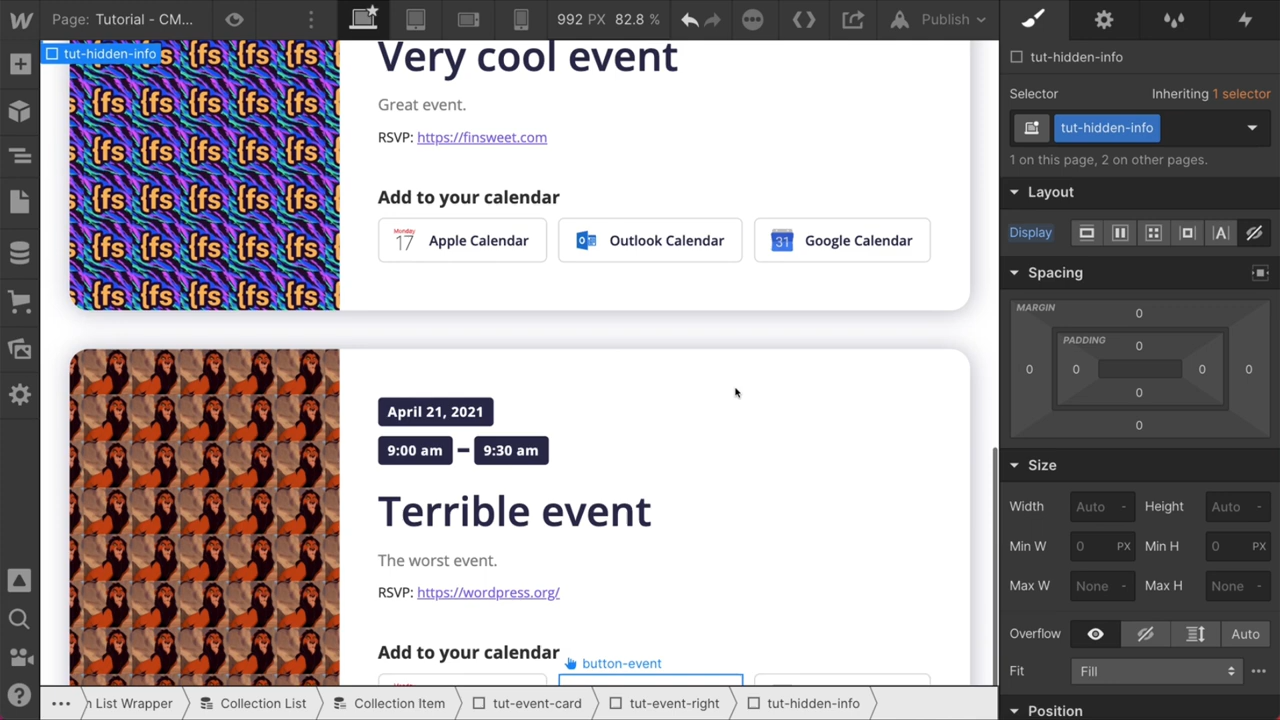 Page: Tutorial - CM...
992 PX 82.8 %
Publish
tut-hidden-info
Very cool event
Great event.
RSVP: https://finsweet.com
Add to your calendar
Monday 17 Apple Calendar
Outlook Calendar
31 Google Calendar
April 21, 2021
9:00 am – 9:30 am
Terrible event
The worst event.
RSVP: https://wordpress.org/
Add to your calendar
button-event
n List Wrapper
Collection List
Collection Item
tut-event-card
tut-event-right
tut-hidden-info
tut-hidden-info
Selector Inheriting 1 selector
tut-hidden-info
1 on this page, 2 on other pages.
Layout
Display
Spacing
MARGIN
0
PADDING
0
0 0 0 0
0
0
Size
Width Auto - Height Auto -
Min W 0 PX Min H 0 PX
Max W None - Max H None -
Overflow Auto
Fit Fill
Position